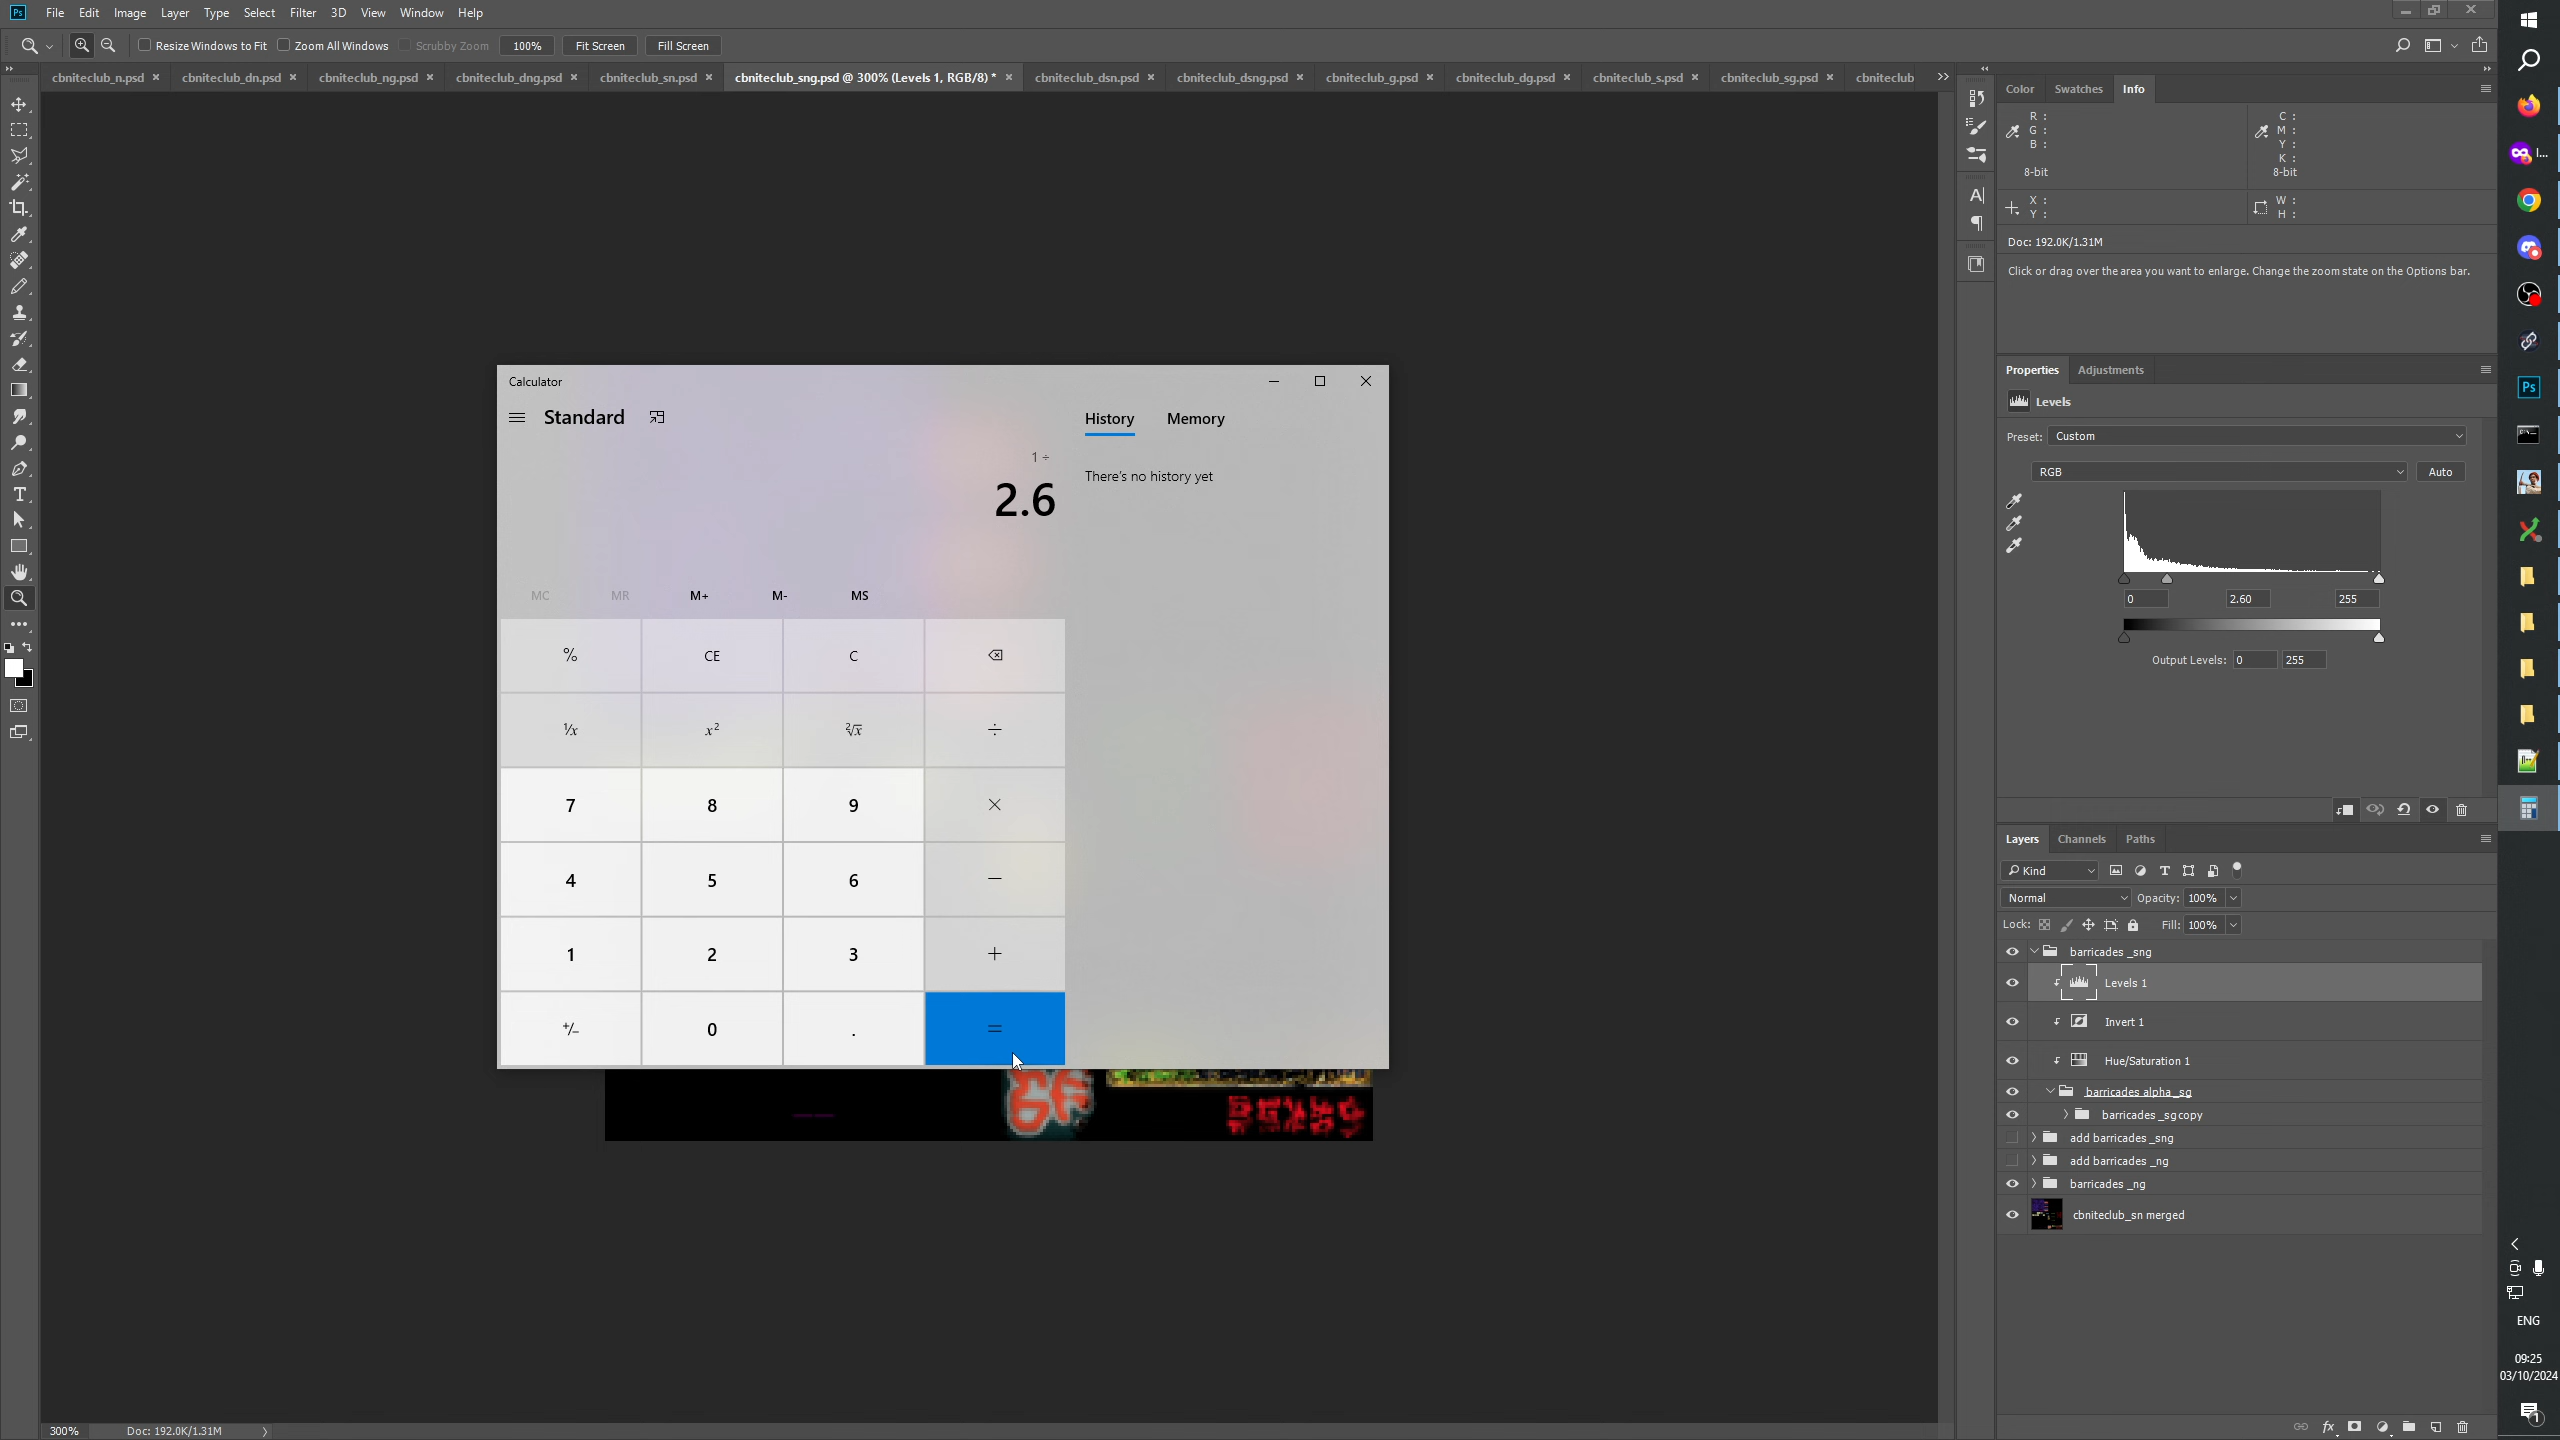 Ps File Edit Image Layer Type Select Filter 3D View Window Help
Resize Windows to Fit Zoom All Windows Scrubby Zoom 100% Fit Screen Fill Screen
cbniteclub_n.psd × cbniteclub_dn.psd × cbniteclub_ng.psd × cbniteclub_dng.psd × cbniteclub_sn.psd × cbniteclub_sng.psd @ 300% (Levels 1, RGB/8) * × cbniteclub_dsn.psd × cbniteclub_dsng.psd × cbniteclub_g.psd × cbniteclub_dg.psd × cbniteclub_s.psd × cbniteclub_sg.psd × cbniteclub
Color Swatches Info
R : C :
G : M :
B : Y :
K :
8-bit 8-bit
X : W :
Y : H :
Doc: 192.0K/1.31M
Click or drag over the area you want to enlarge. Change the zoom state on the Options bar.
Properties Adjustments
Levels
Preset: Custom
RGB Auto
0 2.60 255
Output Levels: 0 255
Calculator
Standard
History Memory
1 ÷
2.6
There's no history yet
MC MR M+ M- MS
% CE C
¹/x x² ²√x ÷
7 8 9 ×
4 5 6 −
1 2 3 +
+/− 0 . =
Layers Channels Paths
Kind
Normal Opacity: 100%
Lock: Fill: 100%
barricades _sng
Levels 1
Invert 1
Hue/Saturation 1
barricades alpha _sg
barricades _sg copy
add barricades _sng
add barricades _ng
barricades _ng
cbniteclub_sn merged
Ps
ENG
09:25
03/10/2024
1
300% Doc: 192.0K/1.31M